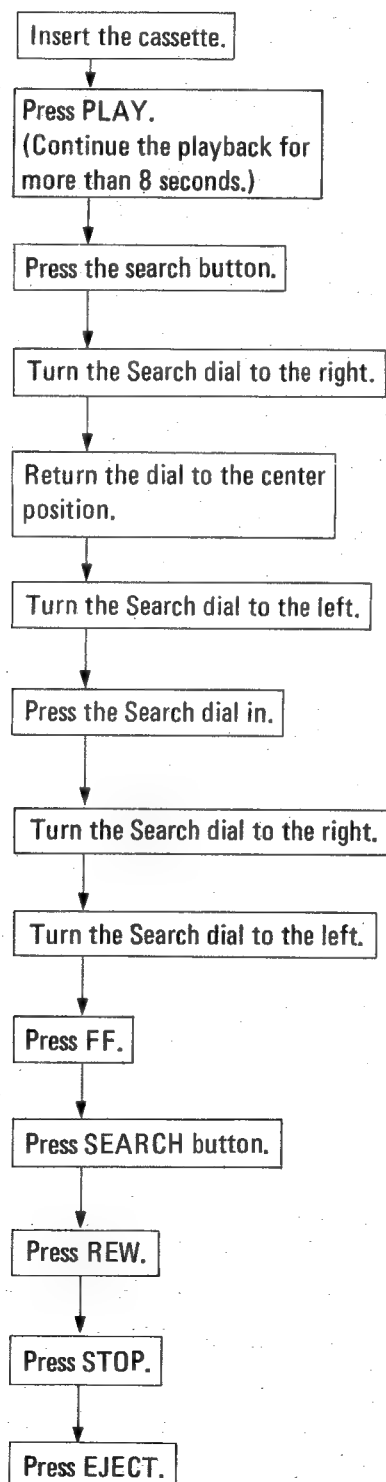 Insert the cassette.
Press PLAY.
(Continue the playback for
more than 8 seconds.)
Press the search button.
Turn the Search dial to the right.
Return the dial to the center
position.
Turn the Search dial to the left.
Press the Search dial in.
Turn the Search dial to the right.
Turn the Search dial to the left.
Press FF.
Press SEARCH button.
Press REW.
Press STOP.
Press EJECT.